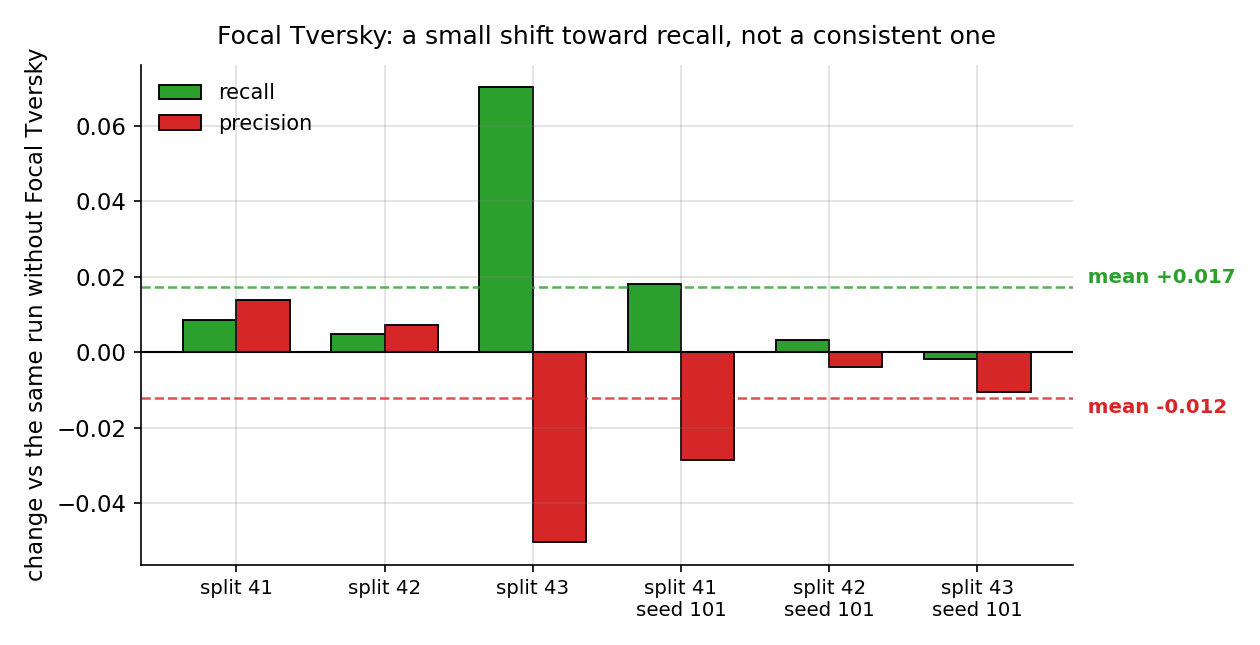 Focal Tversky: a small shift toward recall, not a consistent one
change vs the same run without Focal Tversky
recall
precision
0.06
0.04
0.02
0.00
−0.02
−0.04
mean +0.017
mean -0.012
split 41
split 42
split 43
split 41
seed 101
split 42
seed 101
split 43
seed 101